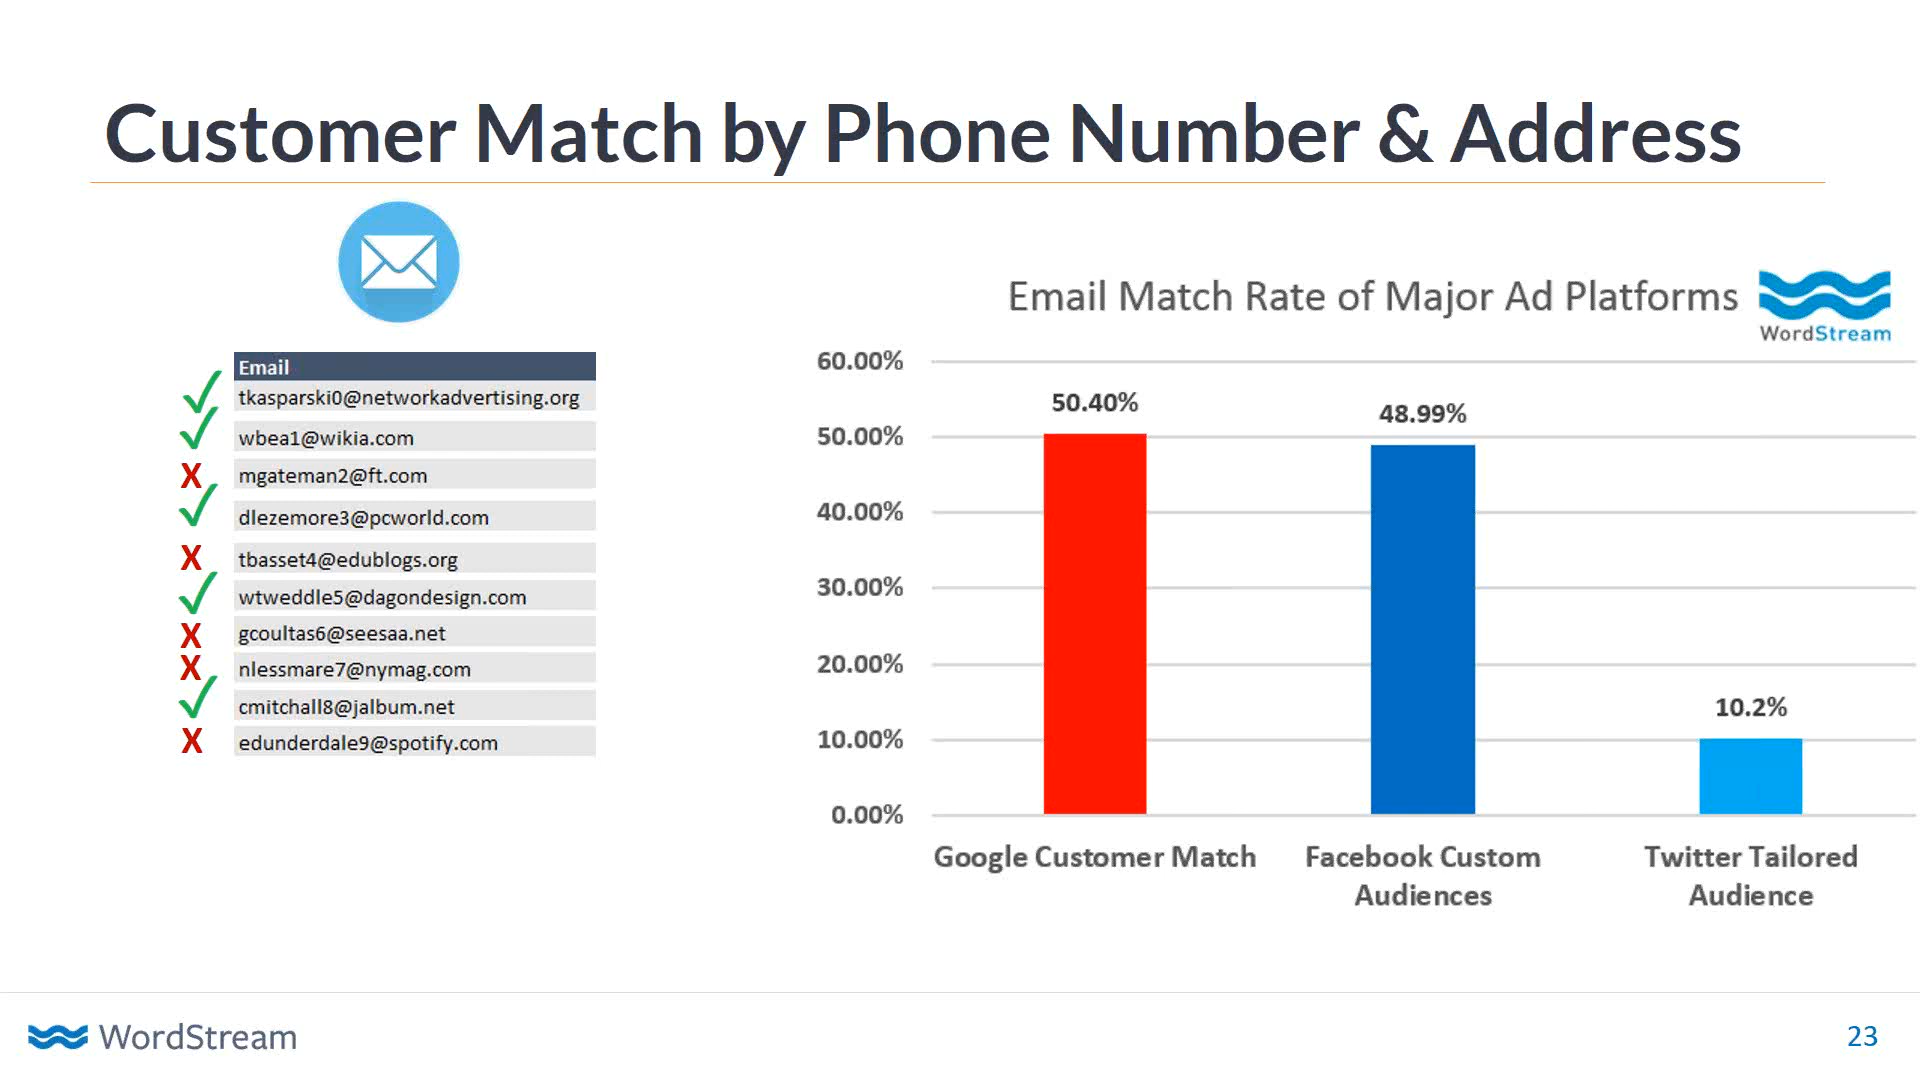 Customer Match by Phone Number & Address
Email
tkasparski0@networkadvertising.org
wbea1@wikia.com
X mgateman2@ft.com
dlezemore3@pcworld.com
X tbasset4@edublogs.org
wtweddle5@dagondesign.com
X gcoultas6@seesaa.net
X nlessmare7@nymag.com
cmitchall8@jalbum.net
X edunderdale9@spotify.com
Email Match Rate of Major Ad Platforms
WordStream
60.00%
50.00%
40.00%
30.00%
20.00%
10.00%
0.00%
50.40%
48.99%
10.2%
Google Customer Match
Facebook Custom
Audiences
Twitter Tailored
Audience
WordStream
23